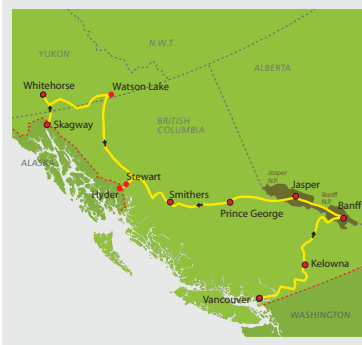 N.W.T.
YUKON
ALBERTA
Whitehorse
Watson Lake
BRITISH
COLUMBIA
Skagway
ALASKA
Stewart
Hyder
Smithers
Prince George
Jasper
N.P.
Jasper
Banff
N.P.
Banff
Kelowna
Vancouver
WASHINGTON